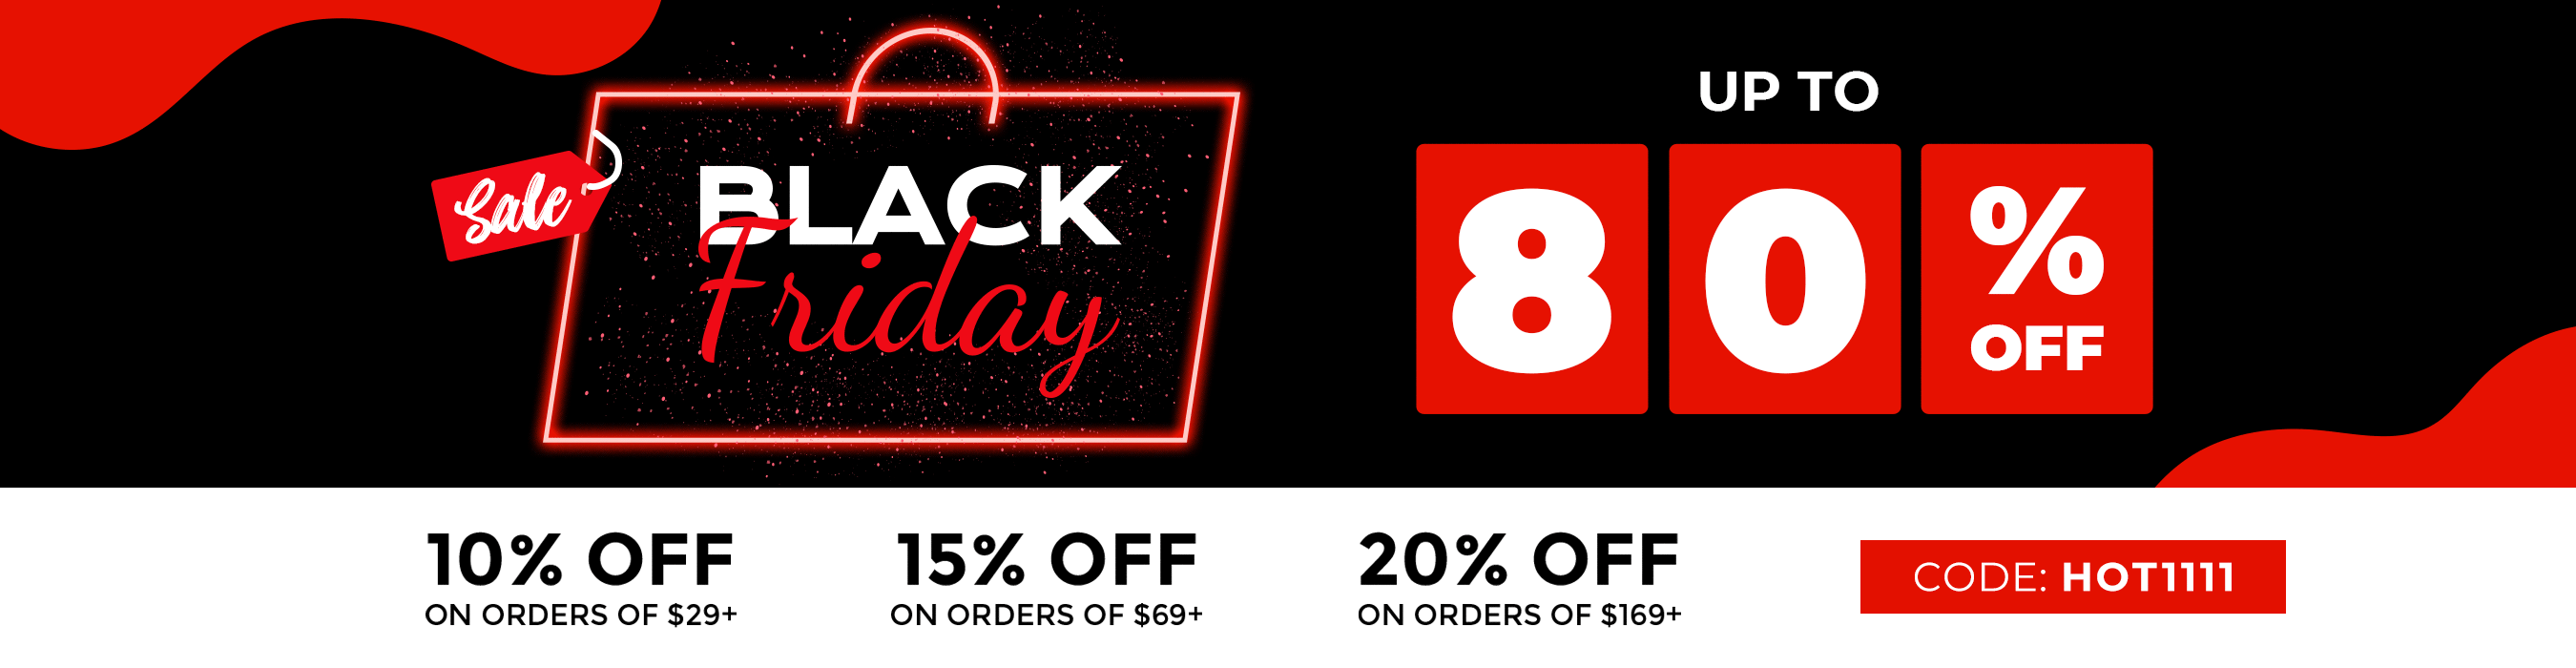 Sale
BLACK
Friday
UP TO
80% OFF
10% OFF
ON ORDERS OF $29+
15% OFF
ON ORDERS OF $69+
20% OFF
ON ORDERS OF $169+
CODE: HOT1111